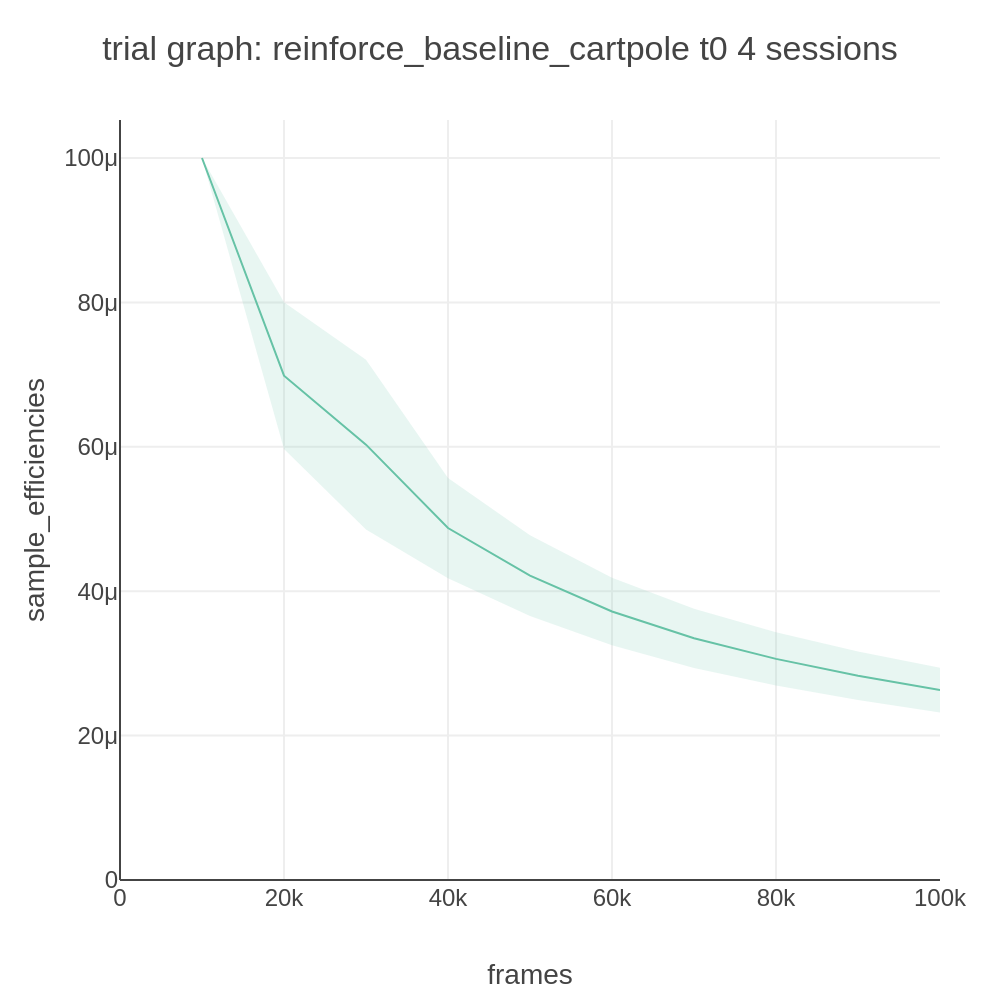 trial graph: reinforce_baseline_cartpole t0 4 sessions
100μ
80μ
60μ
40μ
20μ
0
sample_efficiencies
0 20k 40k 60k 80k 100k
frames